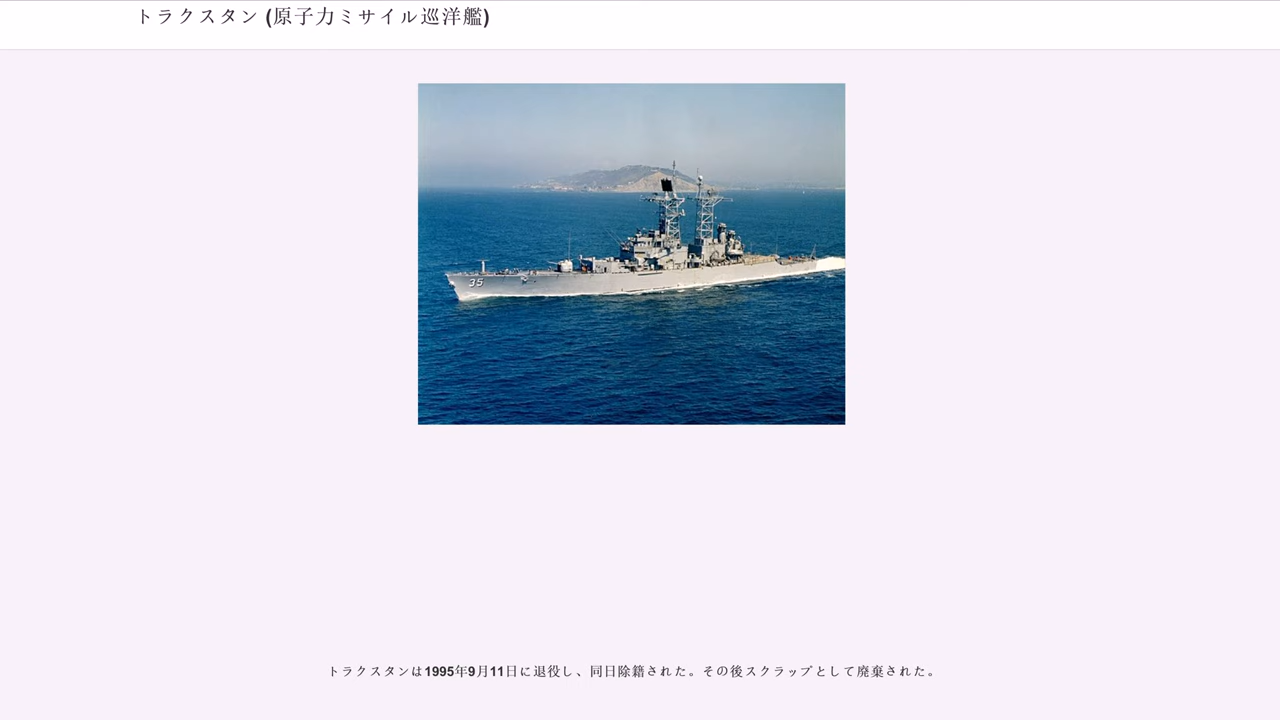 トラクスタン (原子力ミサイル巡洋艦)
35
トラクスタンは1995年9月11日に退役し、同日除籍された。その後スクラップとして廃棄された。